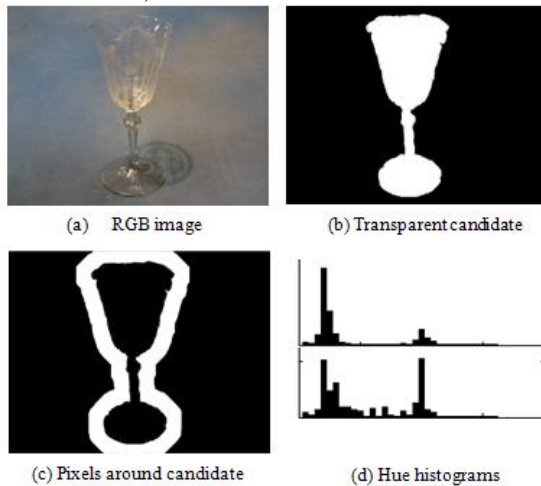 (a) RGB image
(b) Transparent candidate
(c) Pixels around candidate
(d) Hue histograms